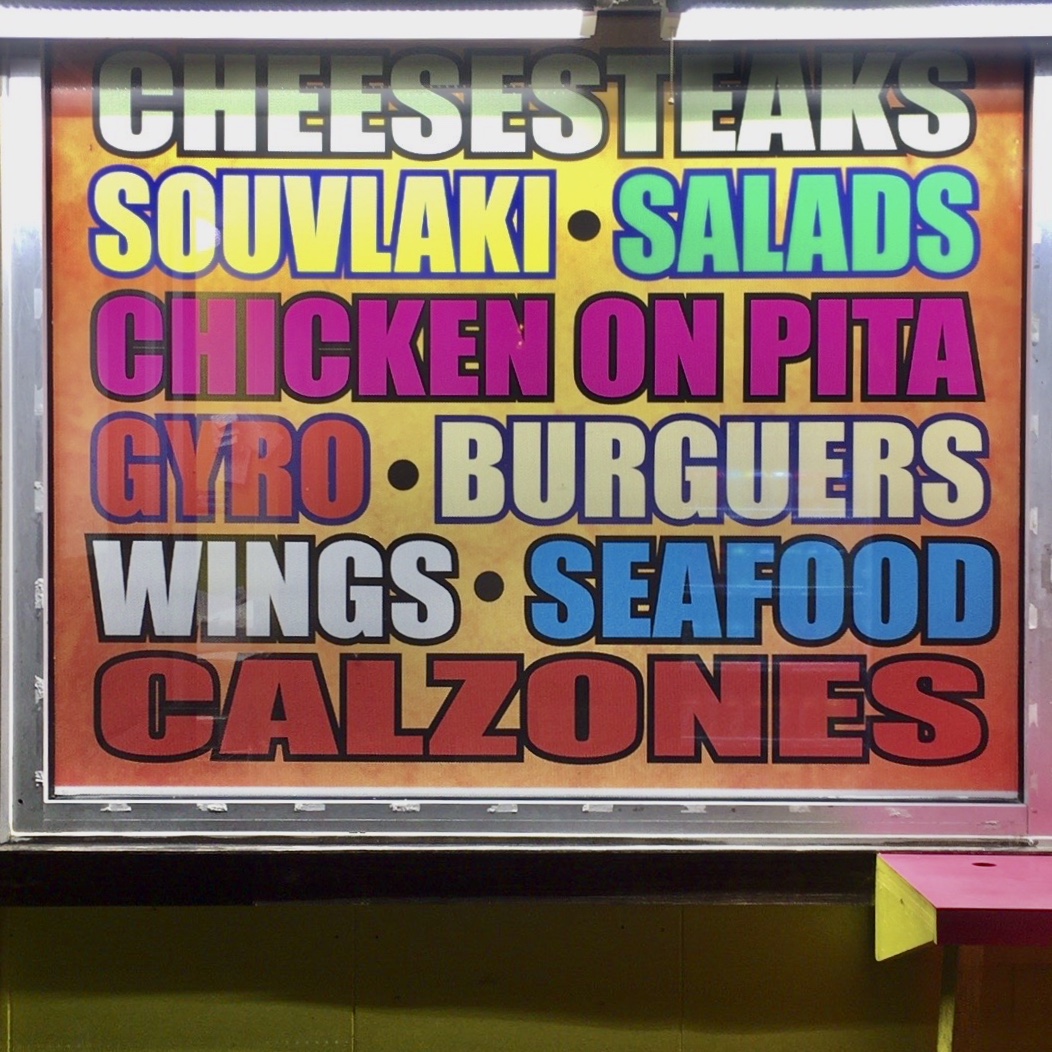 CHEESESTEAKS
SOUVLAKI • SALADS
CHICKEN ON PITA
GYRO • BURGUERS
WINGS • SEAFOOD
CALZONES